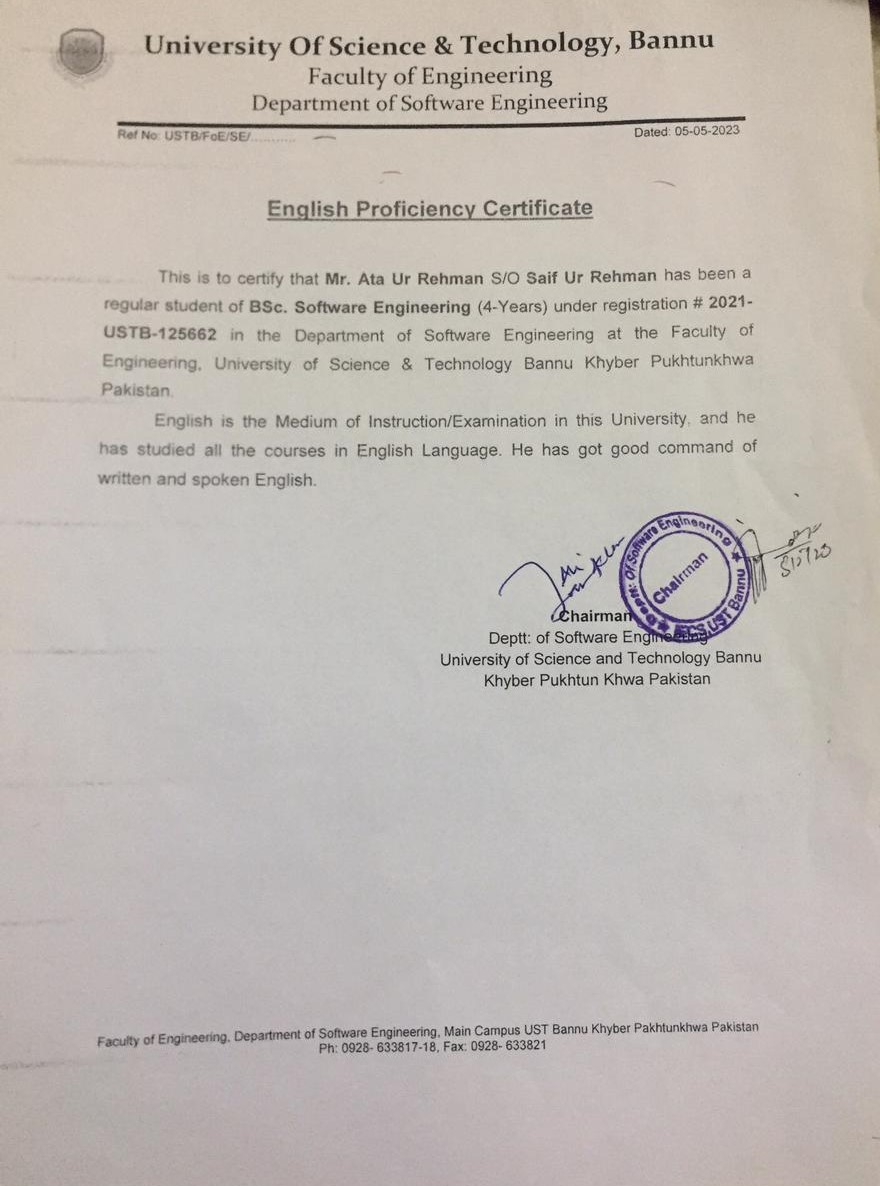 University Of Science & Technology, Bannu
Faculty of Engineering
Department of Software Engineering
Ref No: USTB/FoE/SE/...........
Dated: 05-05-2023
English Proficiency Certificate
This is to certify that Mr. Ata Ur Rehman S/O Saif Ur Rehman has been a
regular student of BSc. Software Engineering (4-Years) under registration # 2021-
USTB-125662 in the Department of Software Engineering at the Faculty of
Engineering, University of Science & Technology Bannu Khyber Pukhtunkhwa
Pakistan.
English is the Medium of Instruction/Examination in this University, and he
has studied all the courses in English Language. He has got good command of
written and spoken English.
Deptt: Of Software Engineering
Chairman
UST Bannu
Chairman
Deptt: of Software Engineering,
University of Science and Technology Bannu
Khyber Pukhtun Khwa Pakistan
Faculty of Engineering, Department of Software Engineering, Main Campus UST Bannu Khyber Pakhtunkhwa Pakistan
Ph: 0928- 633817-18, Fax: 0928- 633821